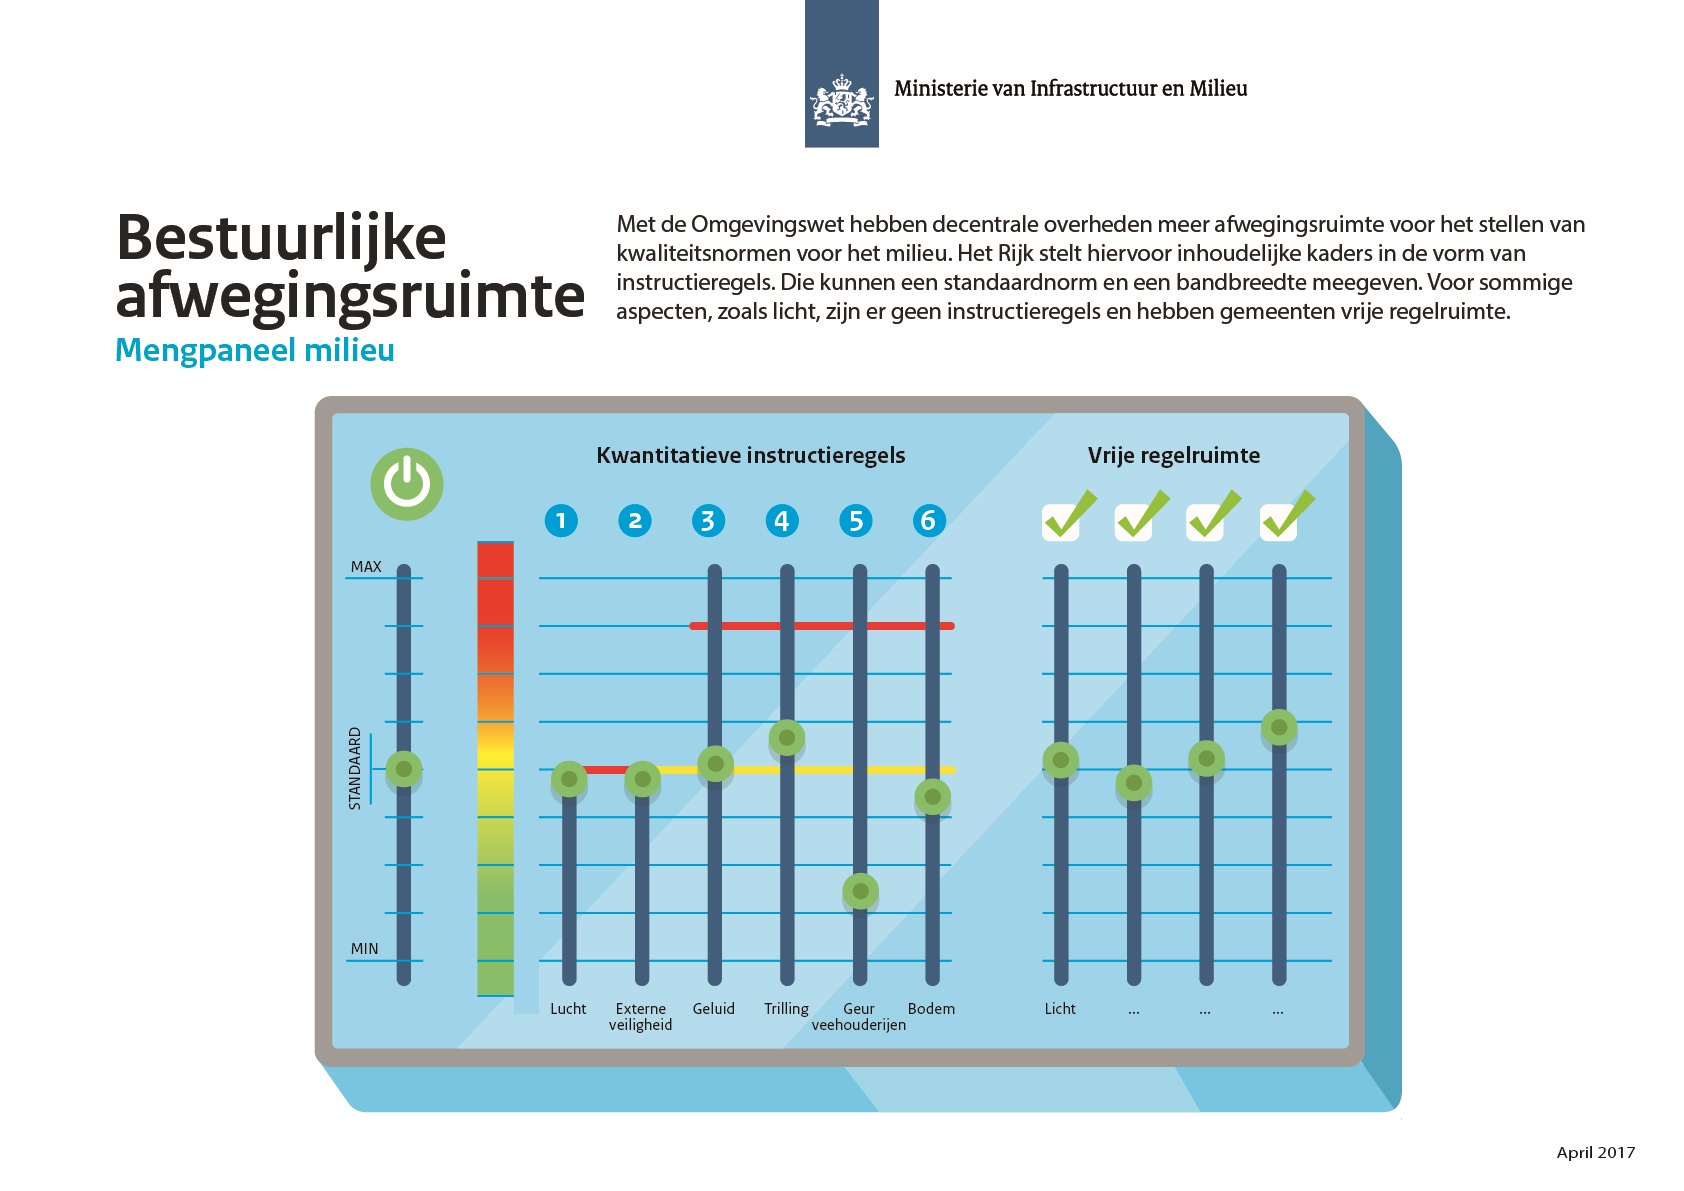 Ministerie van Infrastructuur en Milieu
Bestuurlijke
afwegingsruimte
Mengpaneel milieu
Met de Omgevingswet hebben decentrale overheden meer afwegingsruimte voor het stellen van
kwaliteitsnormen voor het milieu. Het Rijk stelt hiervoor inhoudelijke kaders in de vorm van
instructieregels. Die kunnen een standaardnorm en een bandbreedte meegeven. Voor sommige
aspecten, zoals licht, zijn er geen instructieregels en hebben gemeenten vrije regelruimte.
Kwantitatieve instructieregels
Vrije regelruimte
1 2 3 4 5 6
MAX
STANDAARD
MIN
Lucht
Externe
veiligheid
Geluid
Trilling
Geur
veehouderijen
Bodem
Licht
...
...
...
April 2017